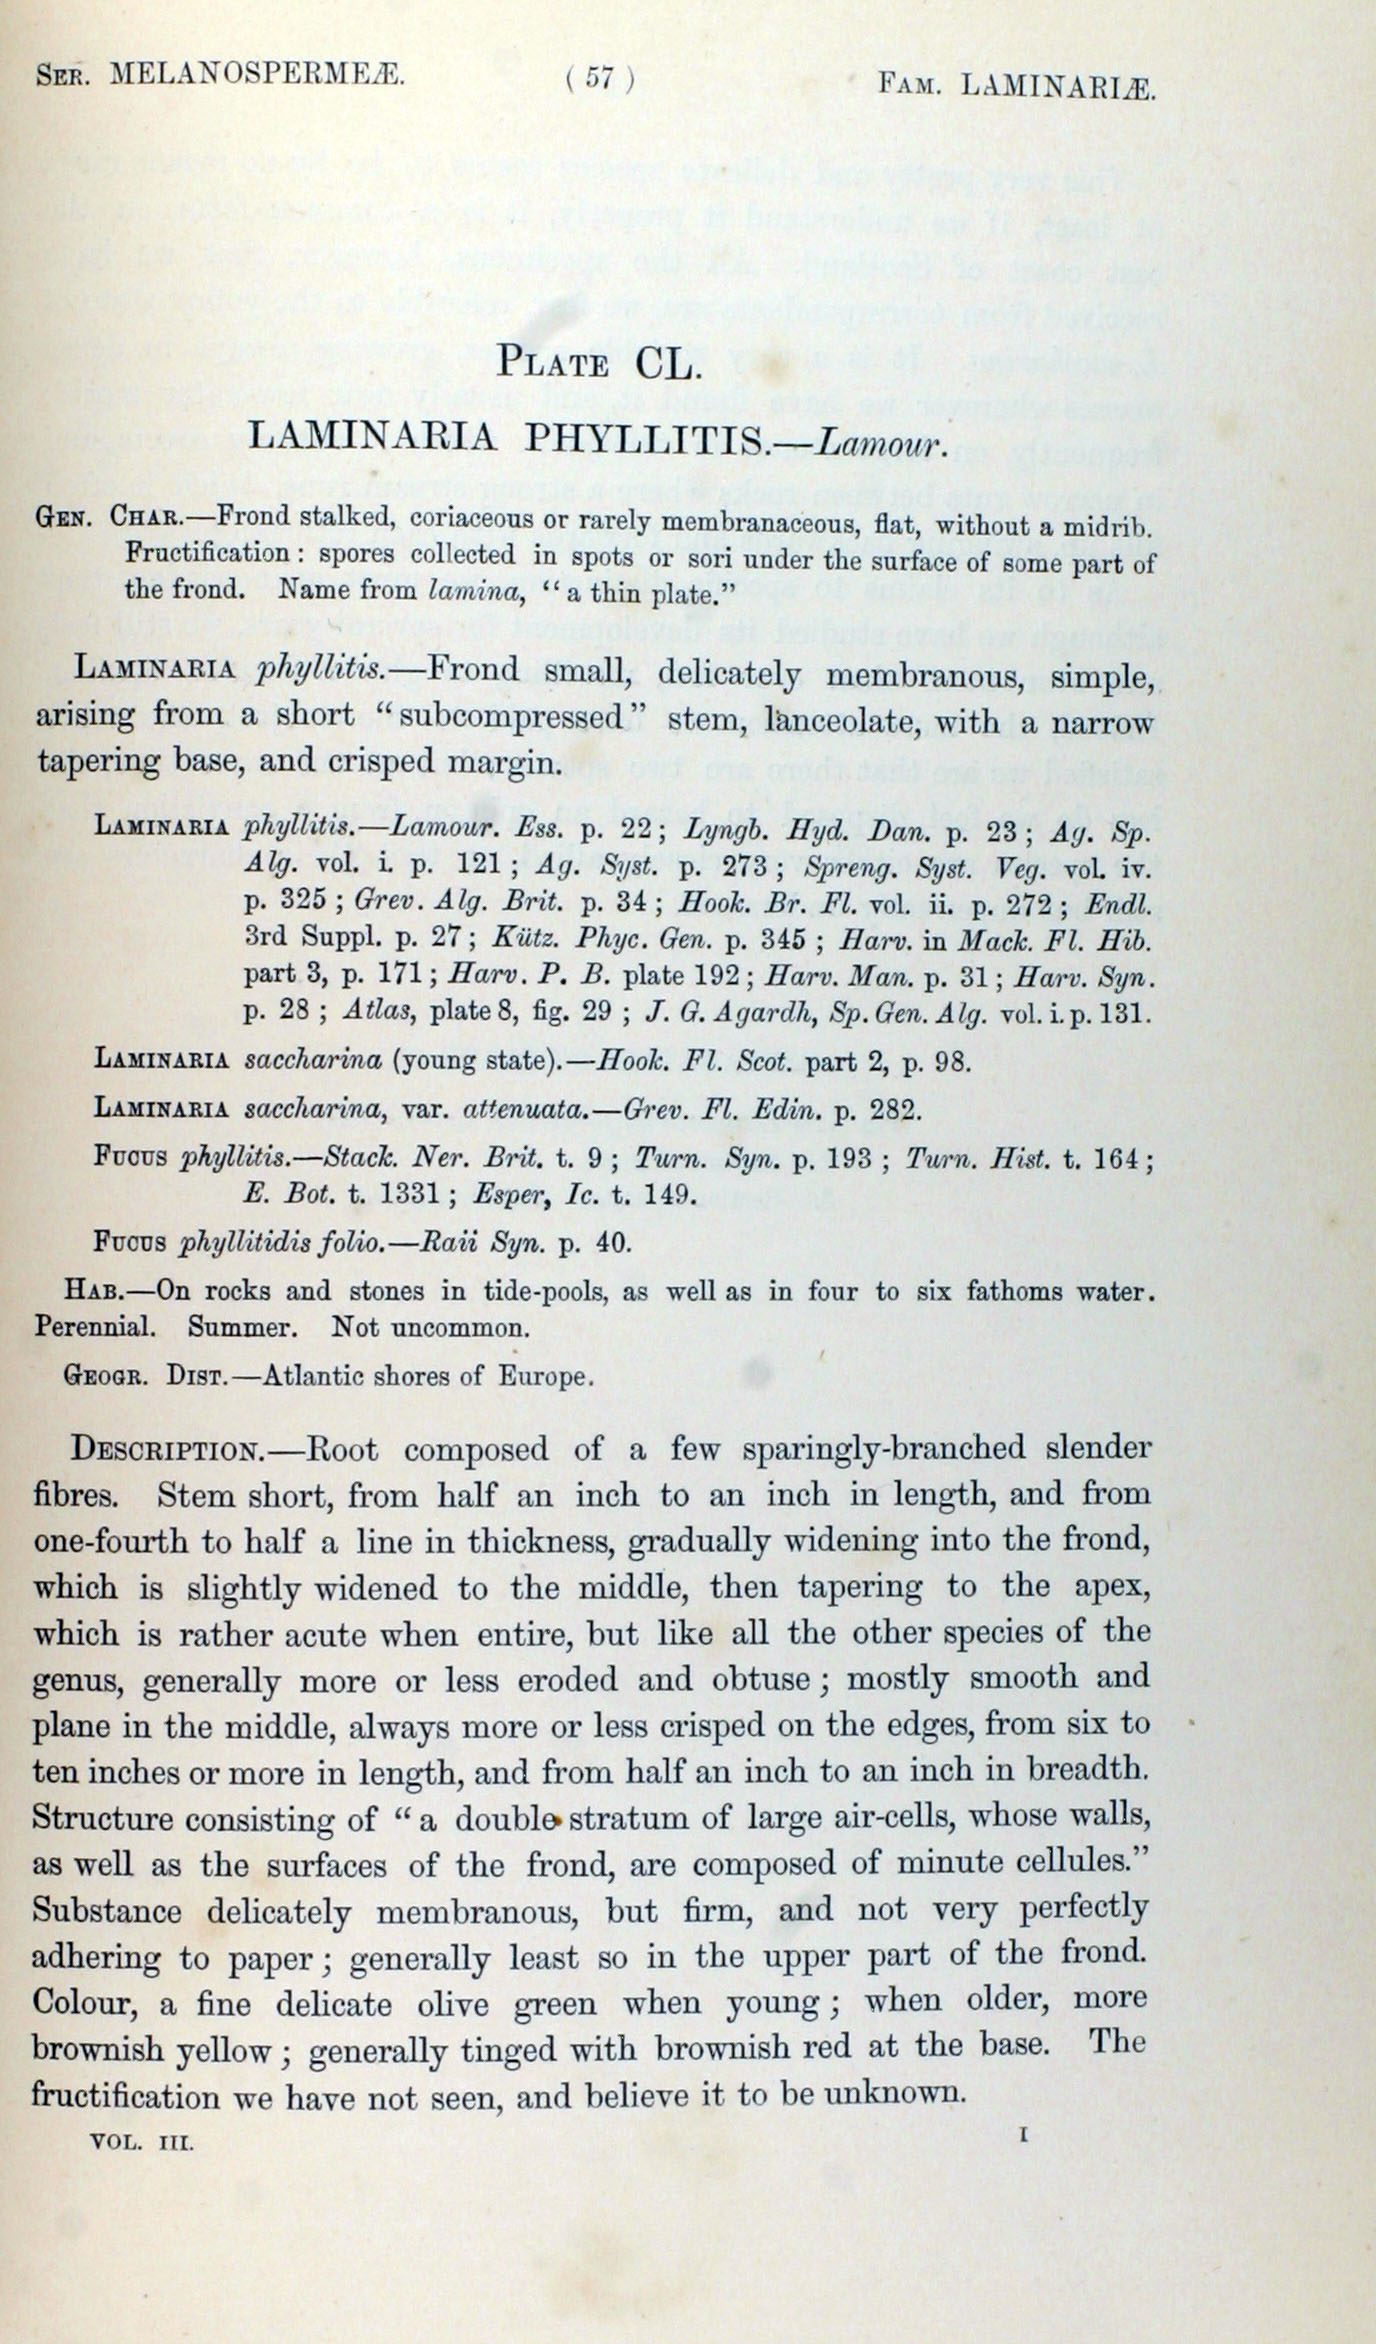 SER. MELANOSPERMEÆ. ( 57 ) FAM. LAMINARIÆ.
PLATE CL.
LAMINARIA PHYLLITIS.—Lamour.
GEN. CHAR.—Frond stalked, coriaceous or rarely membranaceous, flat, without a midrib.
Fructification : spores collected in spots or sori under the surface of some part of
the frond. Name from lamina, “a thin plate.”
LAMINARIA phyllitis.—Frond small, delicately membranous, simple,
arising from a short “subcompressed” stem, lanceolate, with a narrow
tapering base, and crisped margin.
LAMINARIA phyllitis.—Lamour. Ess. p. 22 ; Lyngb. Hyd. Dan. p. 23 ; Ag. Sp.
Alg. vol. i. p. 121 ; Ag. Syst. p. 273 ; Spreng. Syst. Veg. vol. iv.
p. 325 ; Grev. Alg. Brit. p. 34 ; Hook. Br. Fl. vol. ii. p. 272 ; Endl.
3rd Suppl. p. 27 ; Kütz. Phyc. Gen. p. 345 ; Harv. in Mack. Fl. Hib.
part 3, p. 171 ; Harv. P. B. plate 192 ; Harv. Man. p. 31 ; Harv. Syn.
p. 28 ; Atlas, plate 8, fig. 29 ; J. G. Agardh, Sp. Gen. Alg. vol. i. p. 131.
LAMINARIA saccharina (young state).—Hook. Fl. Scot. part 2, p. 98.
LAMINARIA saccharina, var. attenuata.—Grev. Fl. Edin. p. 282.
FUCUS phyllitis.—Stack. Ner. Brit. t. 9 ; Turn. Syn. p. 193 ; Turn. Hist. t. 164 ;
E. Bot. t. 1331 ; Esper, Ic. t. 149.
FUCUS phyllitidis folio.—Raii Syn. p. 40.
HAB.—On rocks and stones in tide-pools, as well as in four to six fathoms water.
Perennial. Summer. Not uncommon.
GEOGR. DIST.—Atlantic shores of Europe.
DESCRIPTION.—Root composed of a few sparingly-branched slender
fibres. Stem short, from half an inch to an inch in length, and from
one-fourth to half a line in thickness, gradually widening into the frond,
which is slightly widened to the middle, then tapering to the apex,
which is rather acute when entire, but like all the other species of the
genus, generally more or less eroded and obtuse ; mostly smooth and
plane in the middle, always more or less crisped on the edges, from six to
ten inches or more in length, and from half an inch to an inch in breadth.
Structure consisting of “a double stratum of large air-cells, whose walls,
as well as the surfaces of the frond, are composed of minute cellules.”
Substance delicately membranous, but firm, and not very perfectly
adhering to paper ; generally least so in the upper part of the frond.
Colour, a fine delicate olive green when young ; when older, more
brownish yellow ; generally tinged with brownish red at the base. The
fructification we have not seen, and believe it to be unknown.
VOL. III. I